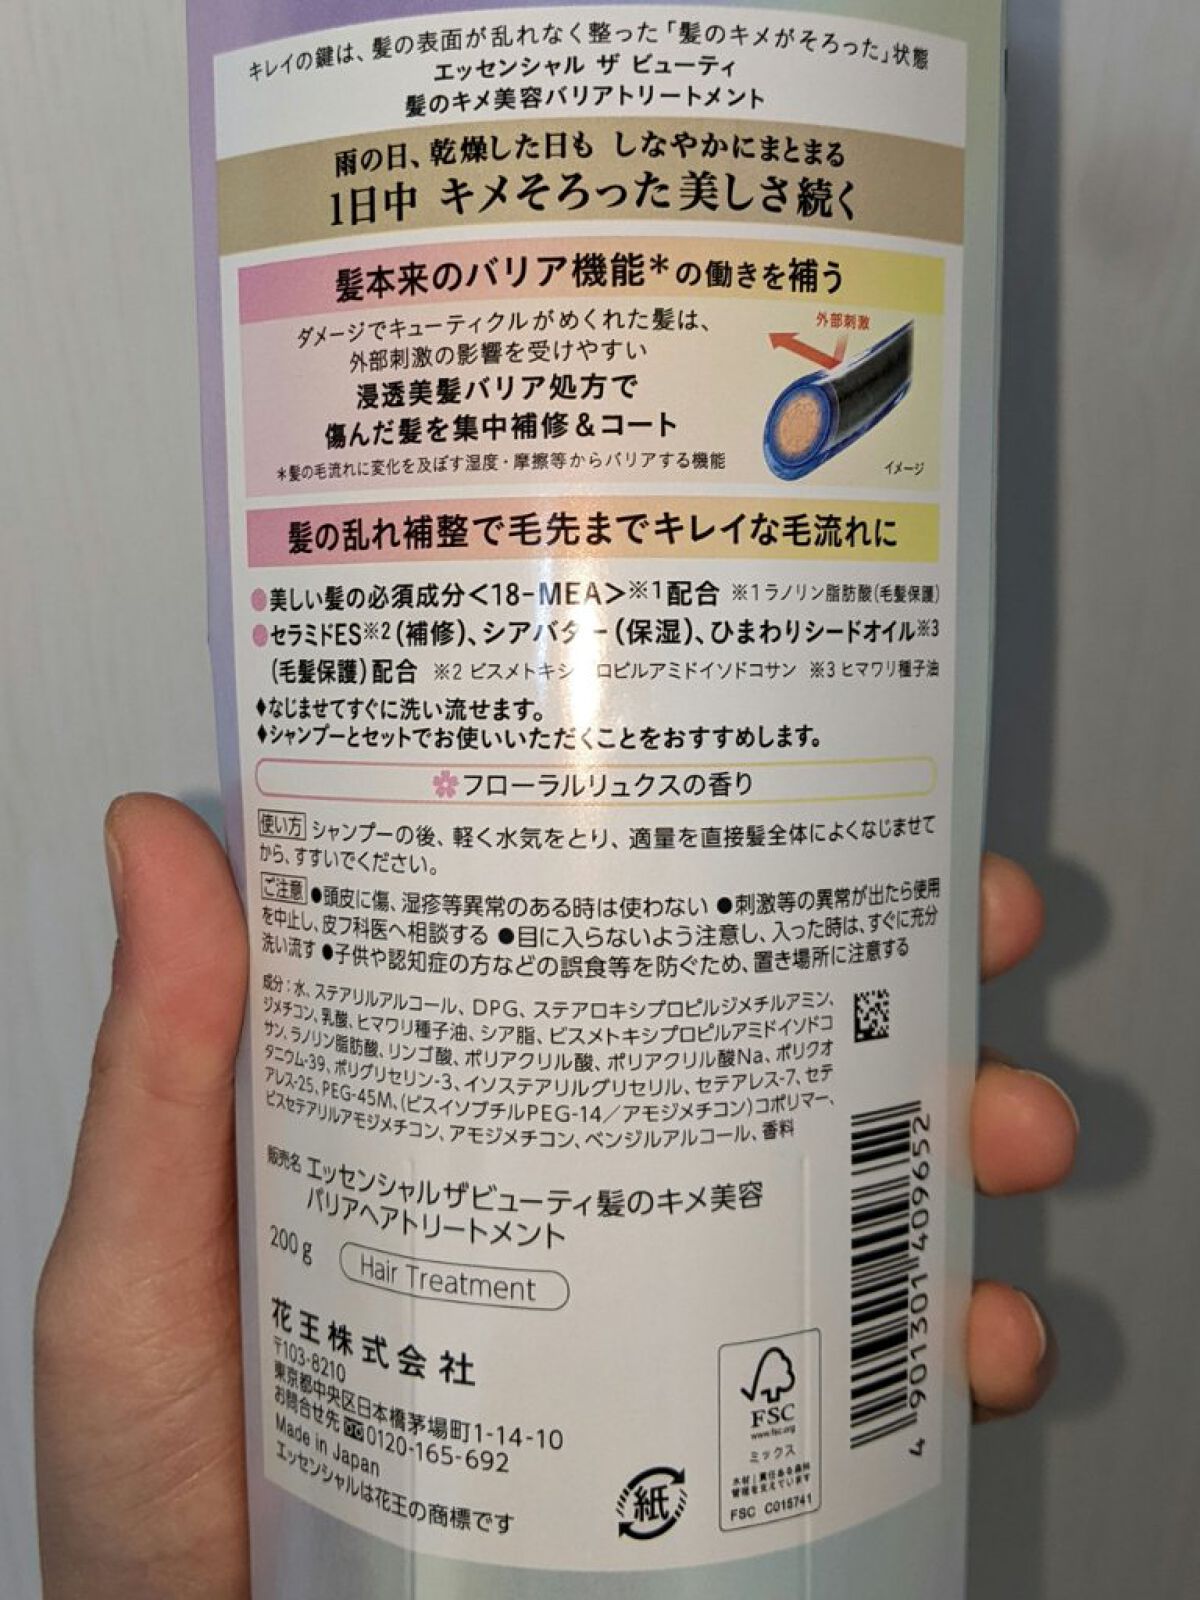 キレイの鍵は、髪の表面が乱れなく整った「髪のキメがそろった」状態
エッセンシャル ザ ビューティ
髪のキメ美容バリアトリートメント
雨の日、乾燥した日も しなやかにまとまる
1日中 キメそろった美しさ続く
髪本来のバリア機能＊の働きを補う
ダメージでキューティクルがめくれた髪は、
外部刺激の影響を受けやすい
浸透美髪バリア処方で
傷んだ髪を集中補修＆コート
＊髪の毛流れに変化を及ぼす湿度・摩擦等からバリアする機能
外部刺激
イメージ
髪の乱れ補整で毛先までキレイな毛流れに
●美しい髪の必須成分<18-MEA>※1配合 ※1ラノリン脂肪酸(毛髪保護)
●セラミドES※2(補修)、シアバター(保湿)、ひまわりシードオイル※3
(毛髪保護)配合 ※2 ビスメトキシ ロピルアミドイソドコサン ※3 ヒマワリ種子油
♦なじませてすぐに洗い流せます。
♦シャンプーとセットでお使いいただくことをおすすめします。
フローラルリュクスの香り
使い方 シャンプーの後、軽く水気をとり、適量を直接髪全体によくなじませて
から、すすいでください。
ご注意 ●頭皮に傷、湿疹等異常のある時は使わない ●刺激等の異常が出たら使用
を中止し、皮フ科医へ相談する ●目に入らないよう注意し、入った時は、すぐに充分
洗い流す ●子供や認知症の方などの誤食等を防ぐため、置き場所に注意する
成分：水、ステアリルアルコール、DPG、ステアロキシプロピルジメチルアミン、
ジメチコン、乳酸、ヒマワリ種子油、シア脂、ビスメトキシプロピルアミドイソドコ
サン、ラノリン脂肪酸、リンゴ酸、ポリアクリル酸、ポリアクリル酸Na、ポリクオ
タニウム-39、ポリグリセリン-3、イソステアリルグリセリル、セテアレス-7、セテ
アレス-25、PEG-45M、(ビスイソブチルPEG-14／アモジメチコン)コポリマー、
ビスセテアリルアモジメチコン、アモジメチコン、ベンジルアルコール、香料
販売名 エッセンシャルザビューティ髪のキメ美容
バリアヘアトリートメント
200g
Hair Treatment
花王株式会社
〒103-8210
東京都中央区日本橋茅場町1-14-10
お問合せ先 0120-165-692
Made in Japan
エッセンシャルは花王の商標です
紙
FSC
www.fsc.org
ミックス
木材｜責任ある森林
管理を支えています
FSC C015741
4 901301 409652